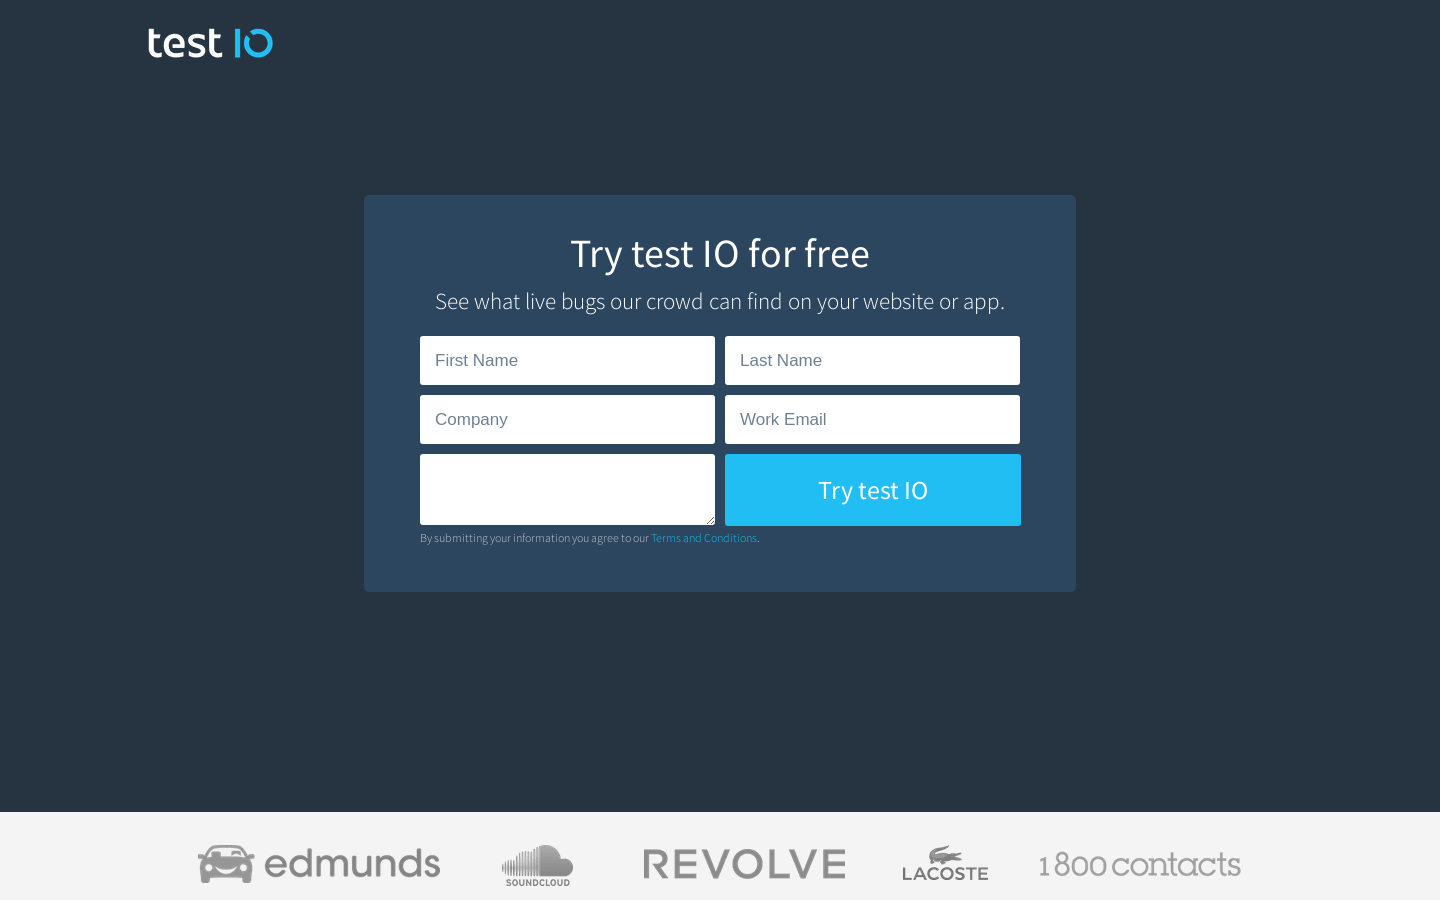 test IO
Try test IO for free
See what live bugs our crowd can find on your website or app.
First Name
Last Name
Company
Work Email
Try test IO
By submitting your information you agree to our Terms and Conditions.
edmunds
SOUNDCLOUD
REVOLVE
LACOSTE
1 800 contacts